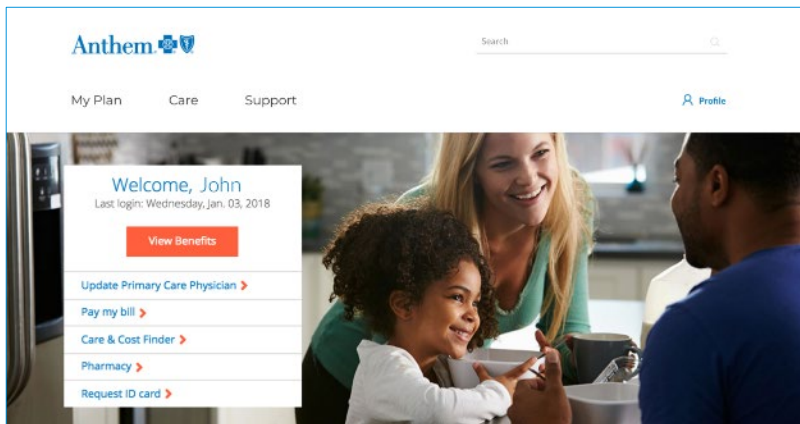 Anthem
Search
My Plan Care Support
Profile
Welcome, John
Last login: Wednesday, Jan. 03, 2018
View Benefits
Update Primary Care Physician
Pay my bill
Care & Cost Finder
Pharmacy
Request ID card